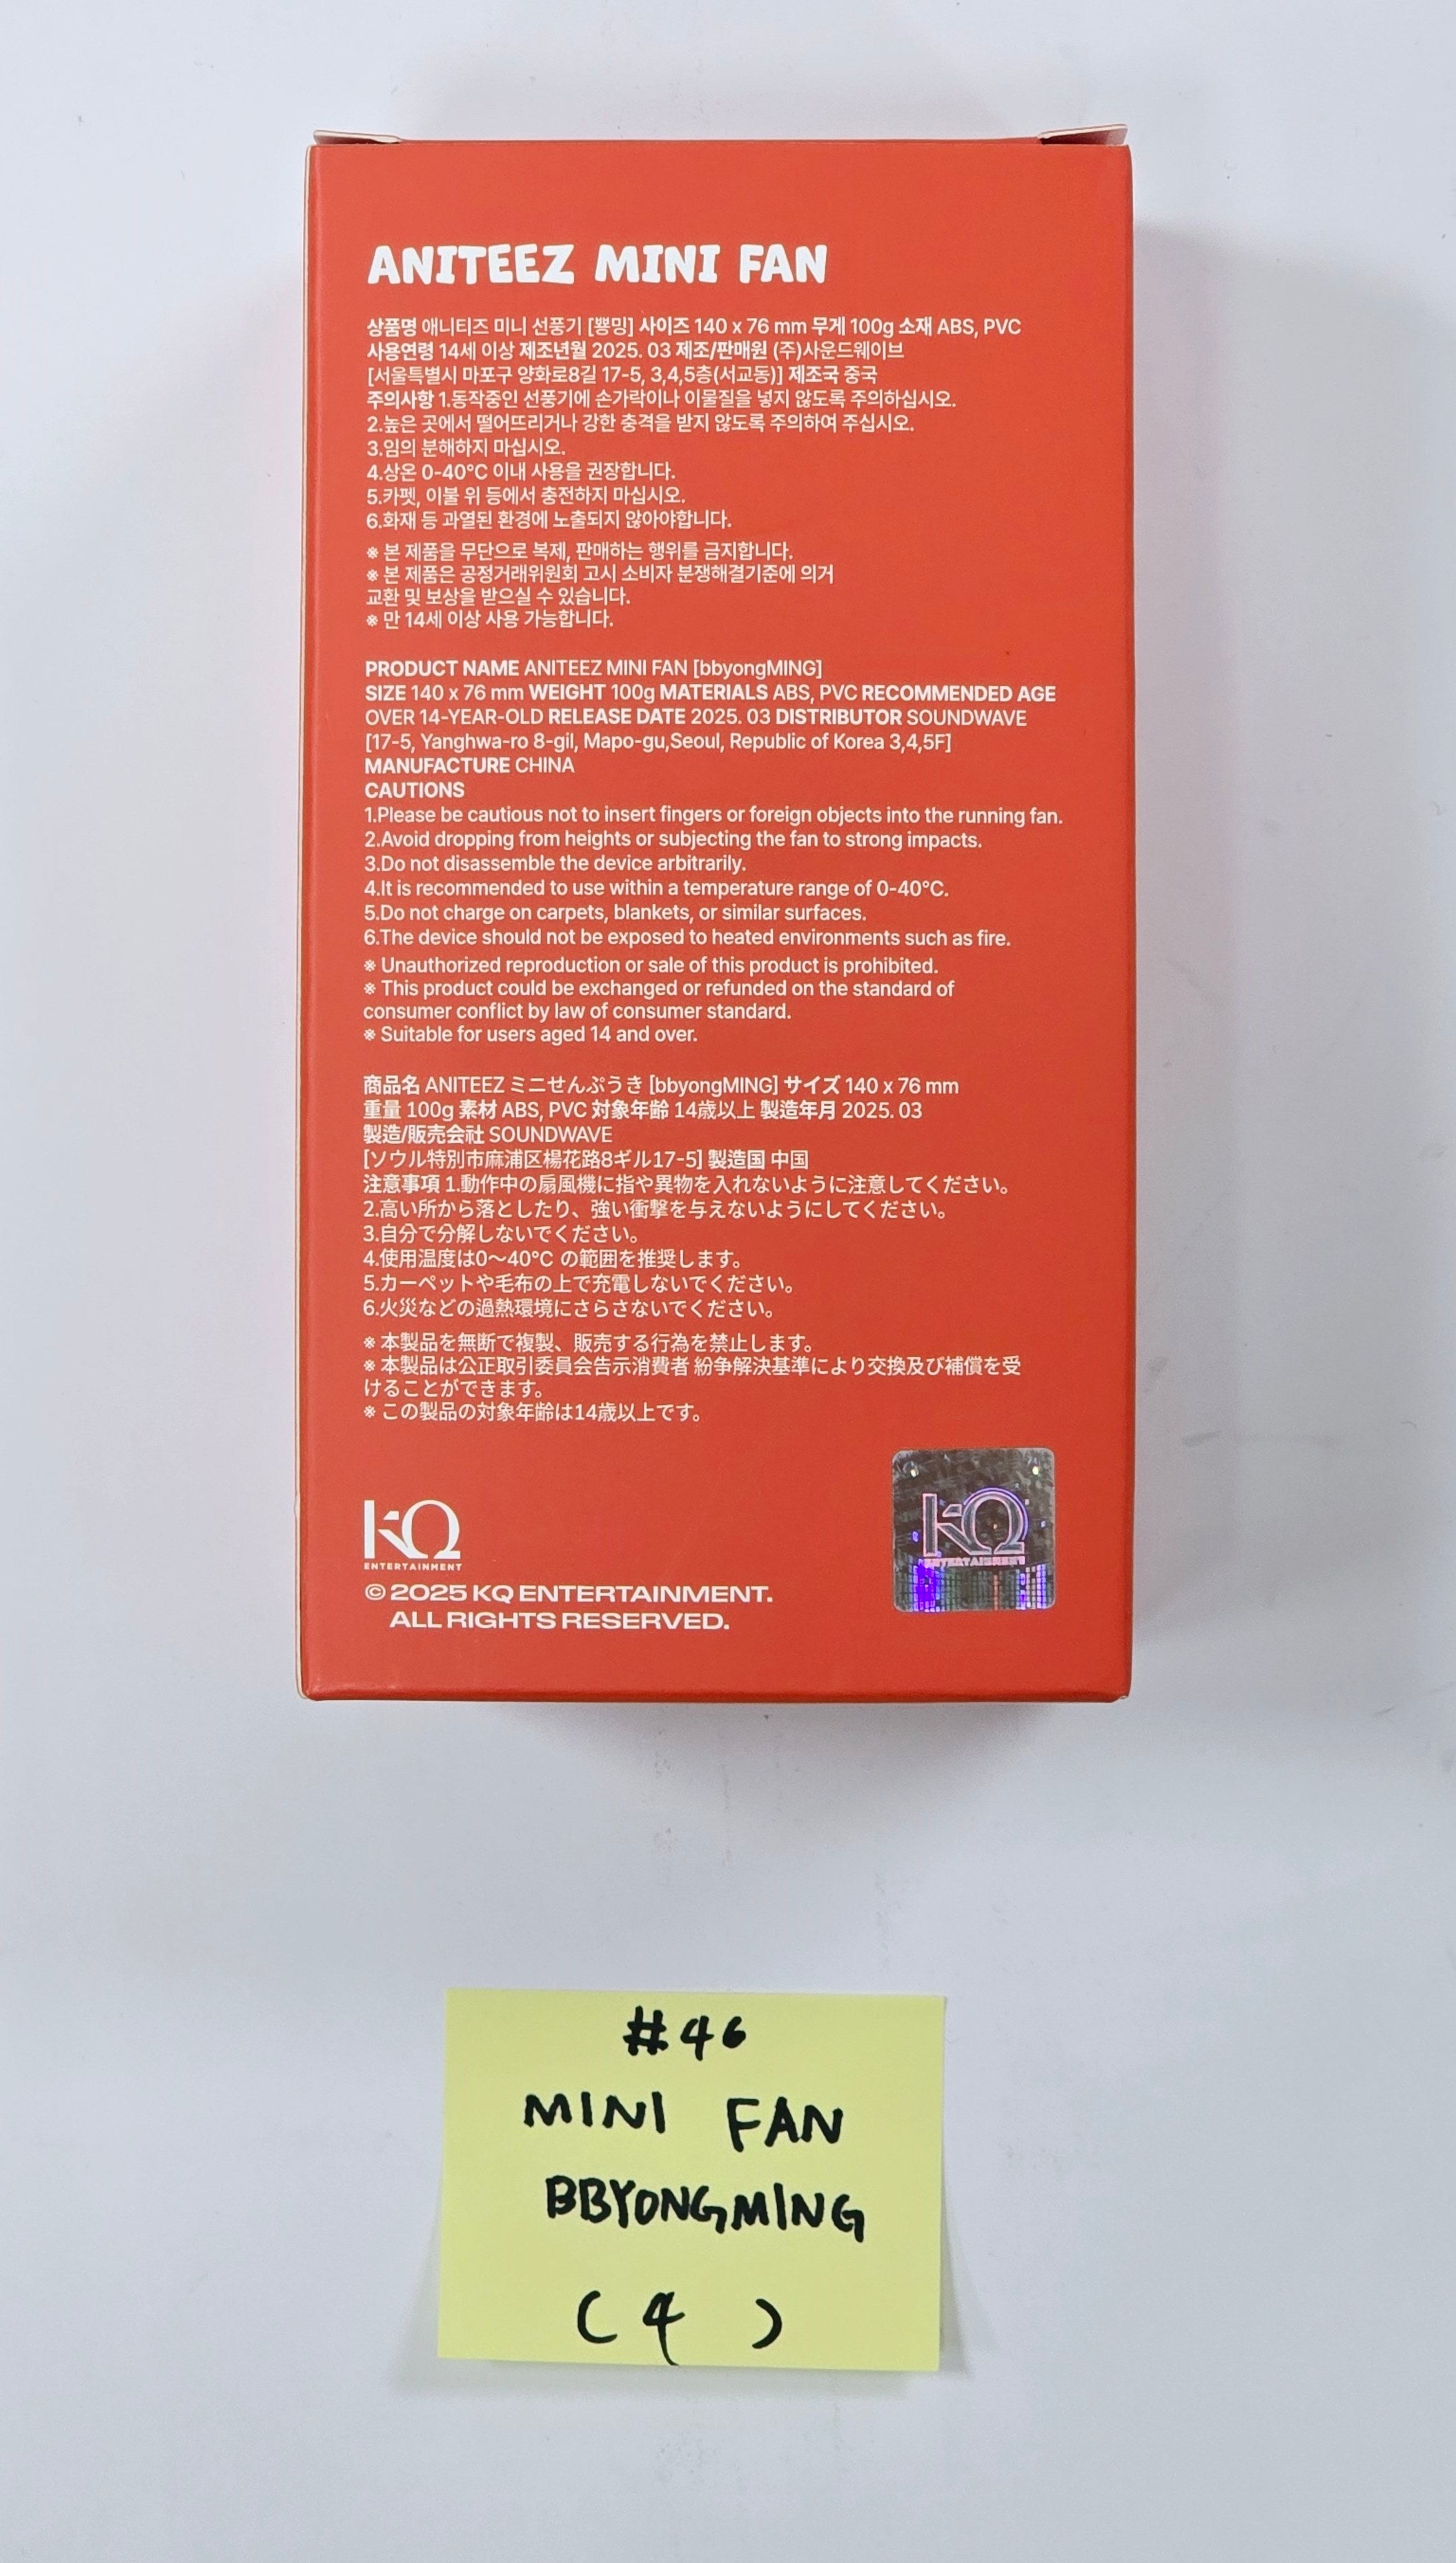 ANITEEZ MINI FAN
상품명 애니티즈 미니 선풍기 [뿅밍] 사이즈 140 x 76 mm 무게 100g 소재 ABS, PVC
사용연령 14세 이상 제조년월 2025. 03 제조/판매원 (주)사운드웨이브
[서울특별시 마포구 양화로8길 17-5, 3,4,5층(서교동)] 제조국 중국
주의사항 1.동작중인 선풍기에 손가락이나 이물질을 넣지 않도록 주의하십시오.
2.높은 곳에서 떨어뜨리거나 강한 충격을 받지 않도록 주의하여 주십시오.
3.임의 분해하지 마십시오.
4.상온 0-40°C 이내 사용을 권장합니다.
5.카펫, 이불 위 등에서 충전하지 마십시오.
6.화재 등 과열된 환경에 노출되지 않아야합니다.
※ 본 제품을 무단으로 복제, 판매하는 행위를 금지합니다.
※ 본 제품은 공정거래위원회 고시 소비자 분쟁해결기준에 의거
교환 및 보상을 받으실 수 있습니다.
※ 만 14세 이상 사용 가능합니다.
PRODUCT NAME ANITEEZ MINI FAN [bbyongMING]
SIZE 140 x 76 mm WEIGHT 100g MATERIALS ABS, PVC RECOMMENDED AGE
OVER 14-YEAR-OLD RELEASE DATE 2025. 03 DISTRIBUTOR SOUNDWAVE
[17-5, Yanghwa-ro 8-gil, Mapo-gu,Seoul, Republic of Korea 3,4,5F]
MANUFACTURE CHINA
CAUTIONS
1.Please be cautious not to insert fingers or foreign objects into the running fan.
2.Avoid dropping from heights or subjecting the fan to strong impacts.
3.Do not disassemble the device arbitrarily.
4.It is recommended to use within a temperature range of 0-40°C.
5.Do not charge on carpets, blankets, or similar surfaces.
6.The device should not be exposed to heated environments such as fire.
※ Unauthorized reproduction or sale of this product is prohibited.
※ This product could be exchanged or refunded on the standard of
consumer conflict by law of consumer standard.
※ Suitable for users aged 14 and over.
商品名 ANITEEZ ミニせんぷうき [bbyongMING] サイズ 140 x 76 mm
重量 100g 素材 ABS, PVC 対象年齢 14歳以上 製造年月 2025. 03
製造/販売会社 SOUNDWAVE
[ソウル特別市麻浦区楊花路8ギル17-5] 製造国 中国
注意事項 1.動作中の扇風機に指や異物を入れないように注意してください。
2.高い所から落としたり、強い衝撃を与えないようにしてください。
3.自分で分解しないでください。
4.使用温度は0〜40℃ の範囲を推奨します。
5.カーペットや毛布の上で充電しないでください。
6.火災などの過熱環境にさらさないでください。
※ 本製品を無断で複製、販売する行為を禁止します。
※ 本製品は公正取引委員会告示消費者 紛争解決基準により交換及び補償を受
けることができます。
※ この製品の対象年齢は14歳以上です。
KQ
ENTERTAINMENT
© 2025 KQ ENTERTAINMENT.
ALL RIGHTS RESERVED.
KQ
ENTERTAINMENT
#46
MINI FAN
BBYONGMING
( 4 )